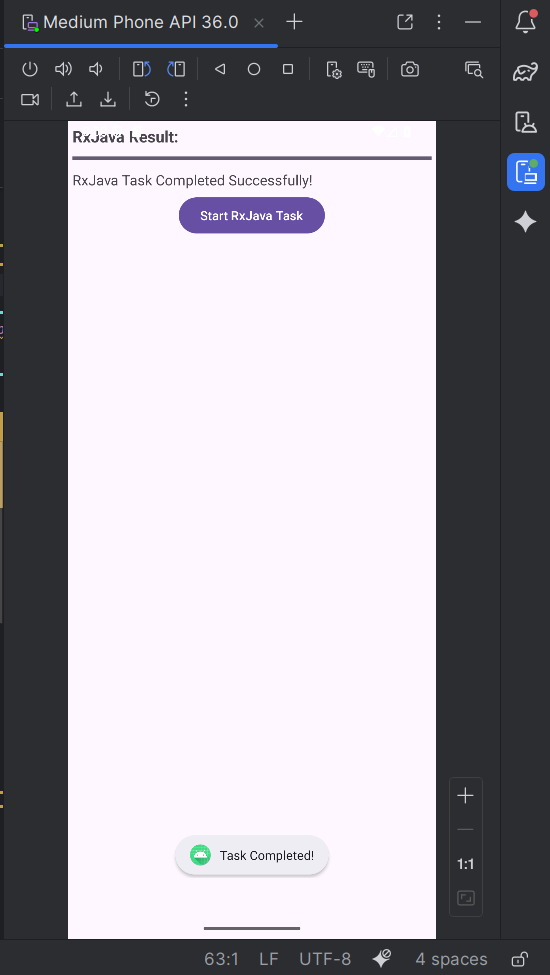 Medium Phone API 36.0
RxJava Result:
RxJava Task Completed Successfully!
Start RxJava Task
Task Completed!
1:1
63:1 LF UTF-8 4 spaces